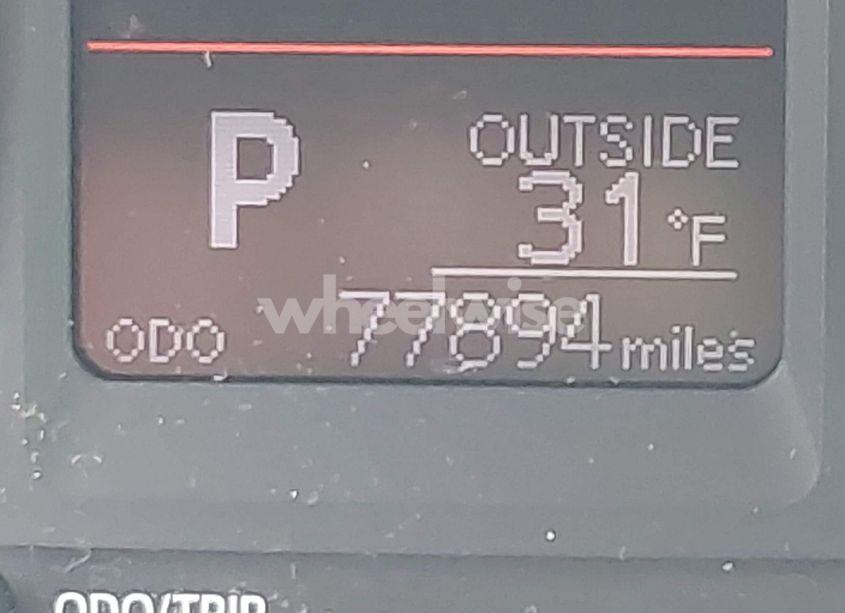 P
OUTSIDE
31 °F
wheelwise
ODO 77894 miles
ODO/TRIP